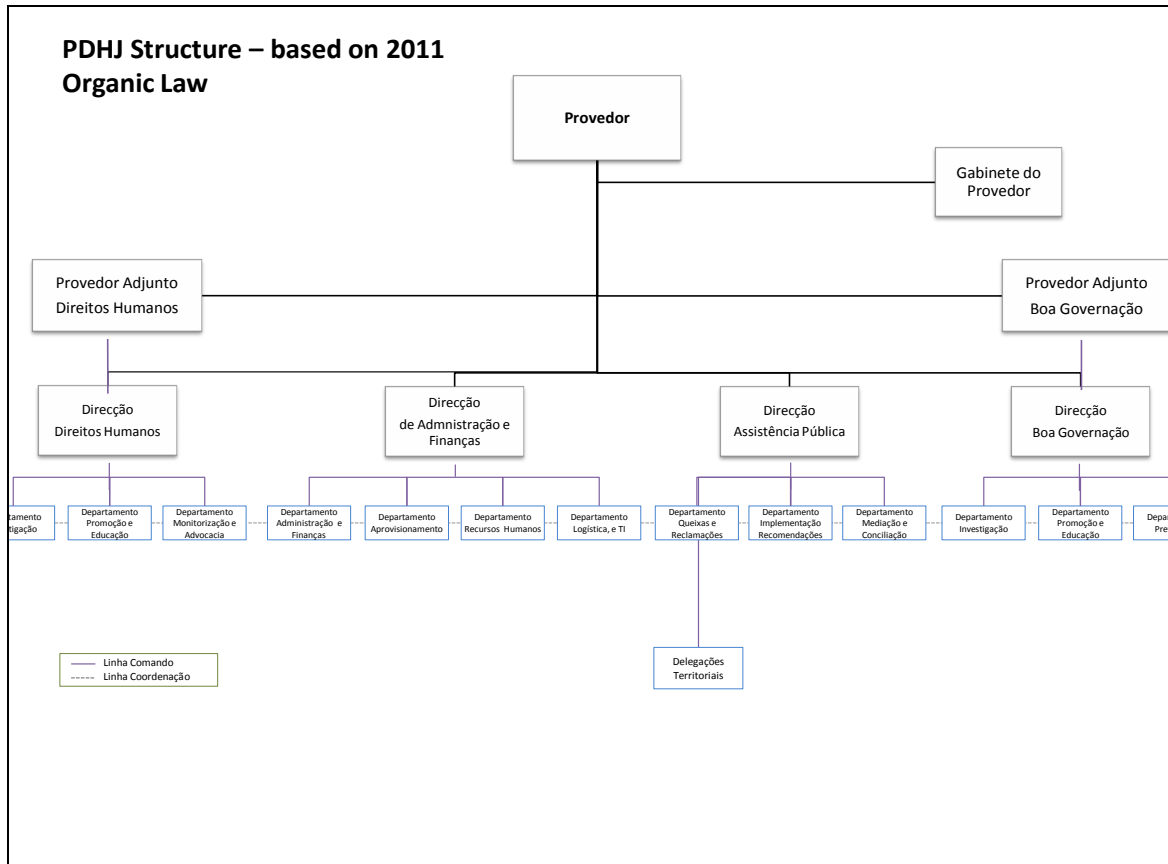 PDHJ Structure – based on 2011
Organic Law
Provedor
Gabinete do
Provedor
Provedor Adjunto
Direitos Humanos
Provedor Adjunto
Boa Governação
Direcção
Direitos Humanos
Direcção
de Admnistração e
Finanças
Direcção
Assistência Pública
Direcção
Boa Governação
Departamento
Promoção e
Educação
Departamento
Monitorização e
Advocacia
Departamento
Administração e
Finanças
Departamento
Aprovisionamento
Departamento
Recursos Humanos
Departamento
Logística, e TI
Departamento
Queixas e
Reclamações
Departamento
Implementação
Recomendações
Departamento
Mediação e
Conciliação
Departamento
Investigação
Departamento
Promoção e
Educação
Linha Comando
Linha Coordenação
Delegações
Territoriais